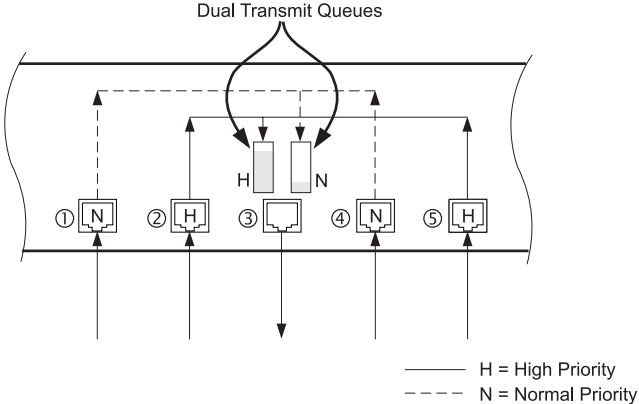 Dual Transmit Queues
H N
① N ② H ③ ④ N ⑤ H
H = High Priority
N = Normal Priority